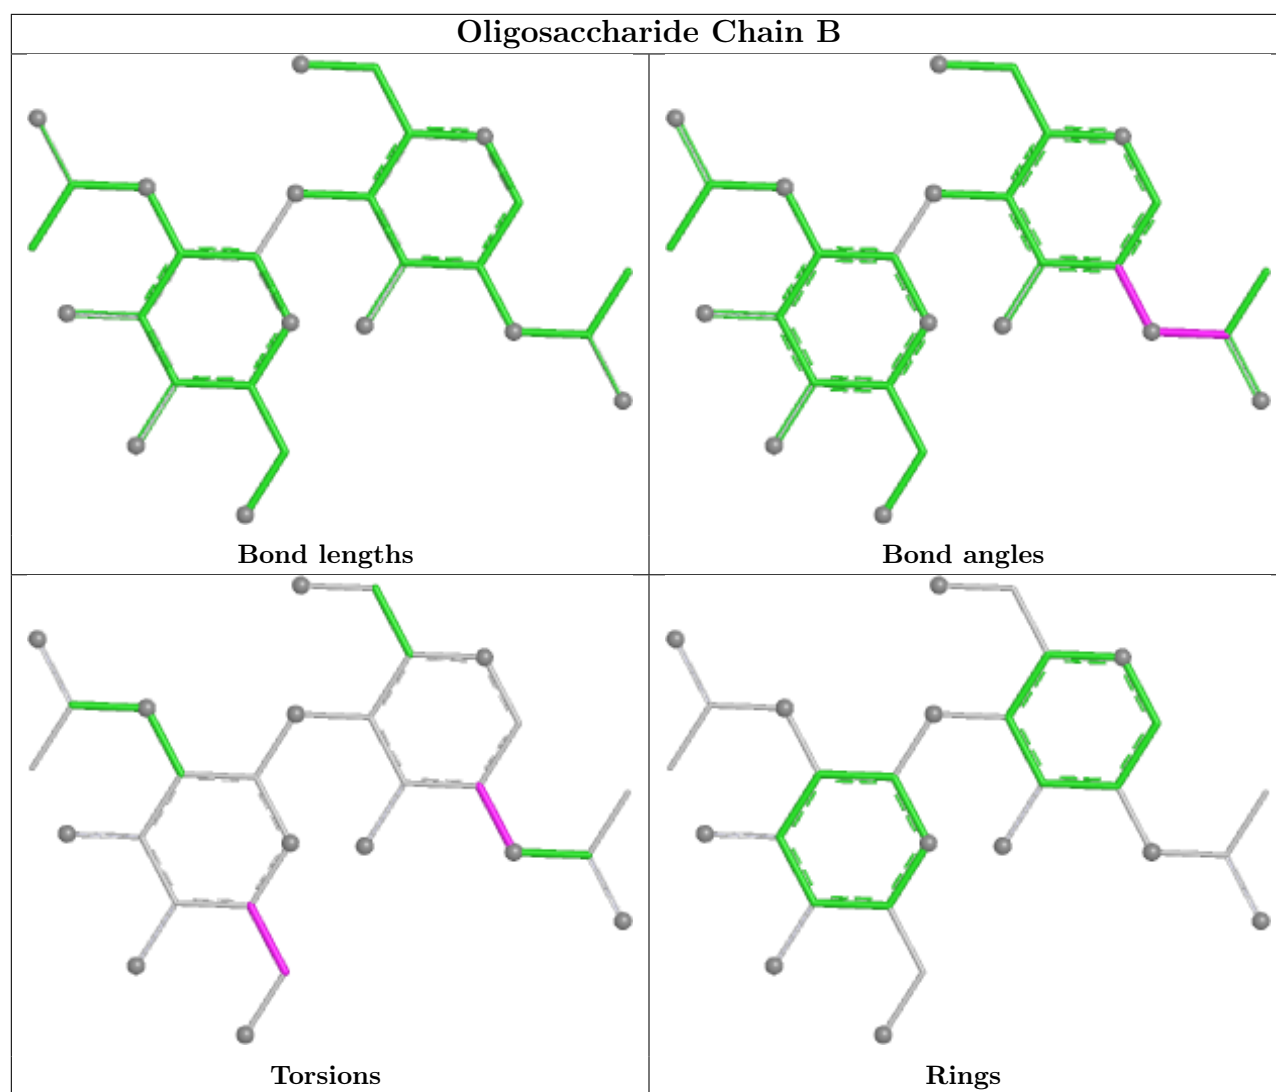 Oligosaccharide Chain B
Bond lengths
Bond angles
Torsions
Rings